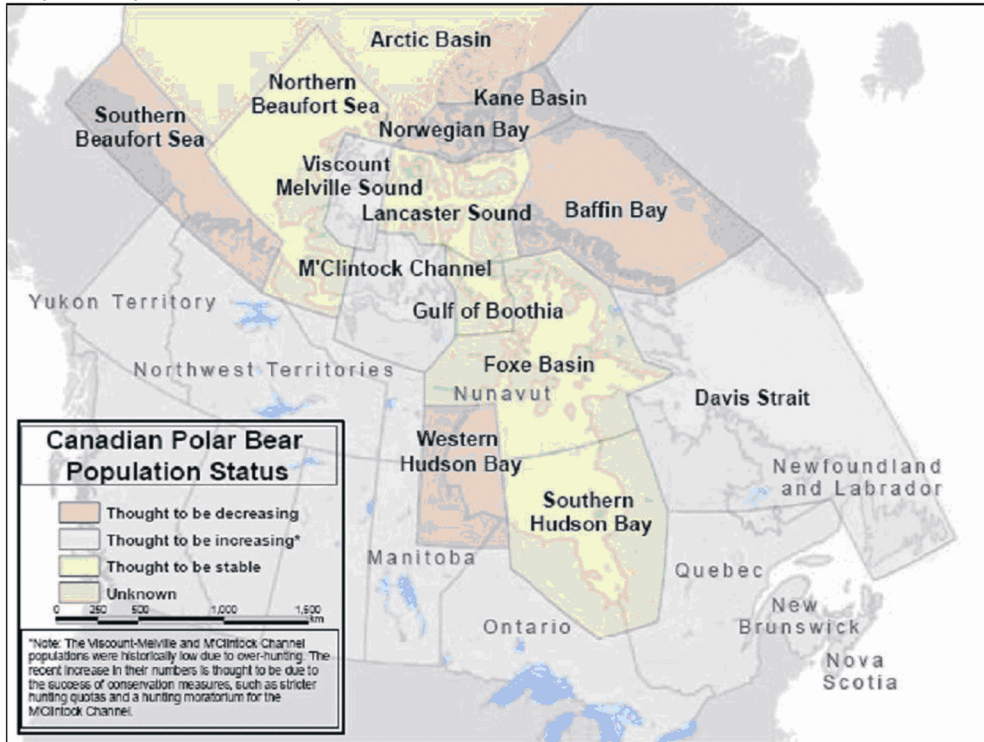 Arctic Basin
Northern
Beaufort Sea
Kane Basin
Southern
Beaufort Sea
Norwegian Bay
Viscount
Melville Sound
Lancaster Sound
Baffin Bay
M'Clintock Channel
Yukon Territory
Gulf of Boothia
Northwest Territories
Foxe Basin
Nunavut
Davis Strait
Western
Hudson Bay
Newfoundland
and Labrador
Southern
Hudson Bay
Manitoba
Quebec
Ontario
New
Brunswick
Nova
Scotia
Canadian Polar Bear
Population Status
Thought to be decreasing
Thought to be increasing*
Thought to be stable
Unknown
0 250 500 1,000 1,500
km
*Note: The Viscount-Melville and M'Clintock Channel
populations were historically low due to over-hunting. The
recent increase in their numbers is thought to be due to
the success of conservation measures, such as stricter
hunting quotas and a hunting moratorium for the
M'Clintock Channel.